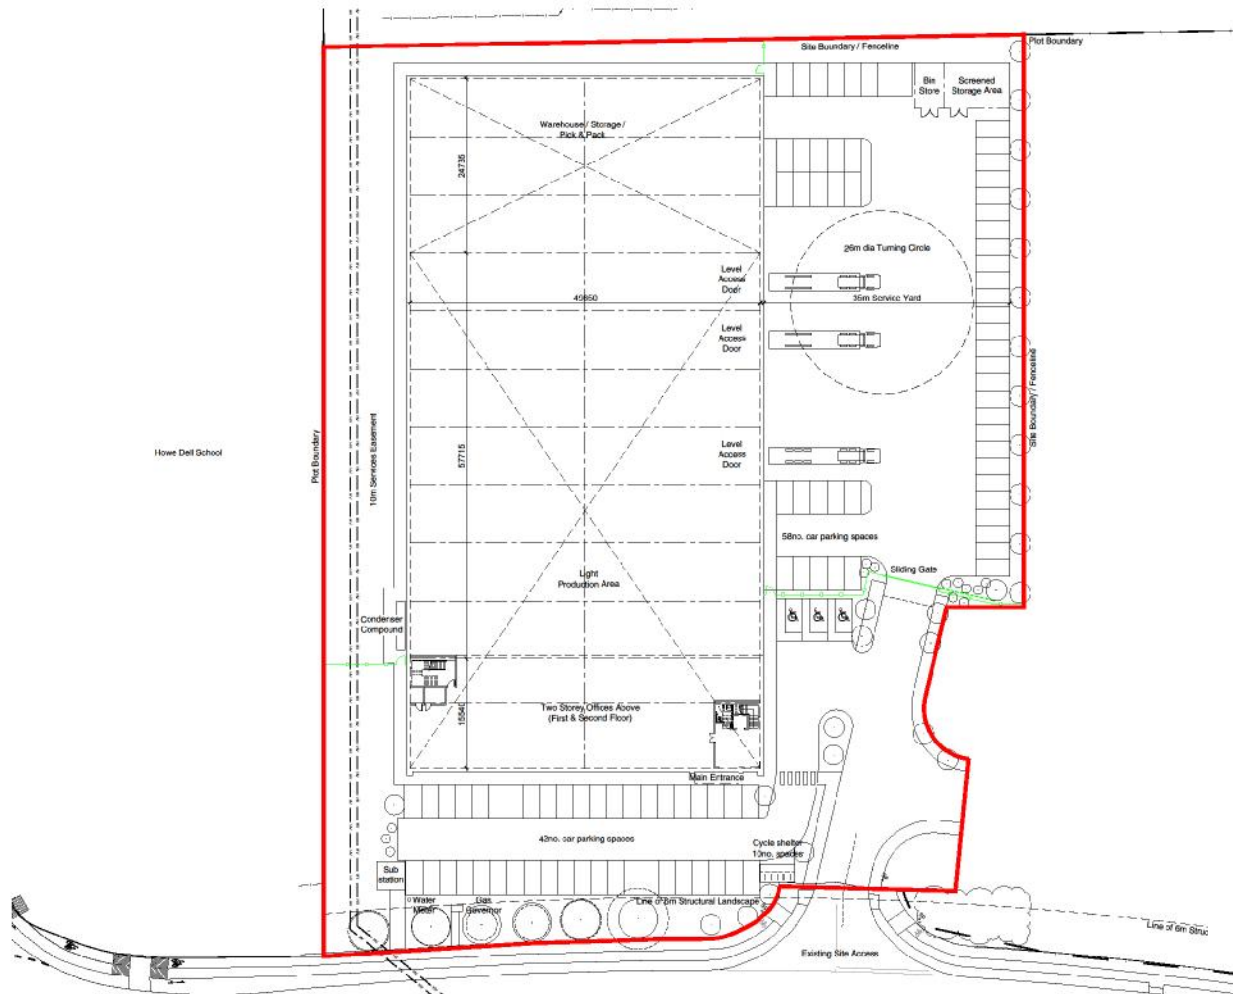 Site Buundary / Fenceline
Plot Boundary
Bin
Store
Screened
Storage Area
Warehouse / Storage /
Pick & Pack
24735
26m dia Turning Circle
Level
Access
Door
49850
35m Service Yard
Level
Access
Door
Site Boundary / Fenceline
Howe Dell School
Plot Boundary
10m Services Easement
57715
Level
Access
Door
58no. car parking spaces
Sliding Gate
Light
Production Area
Condenser
Compound
15540
Two Storey Offices Above
(First & Second Floor)
Main Entrance
42no. car parking spaces
Cycle shelter
10no. spaces
Sub
station
Water
Meter
Gas
Governor
Line of 6m Structural Landscape
Line of 6m Struc
Existing Site Access